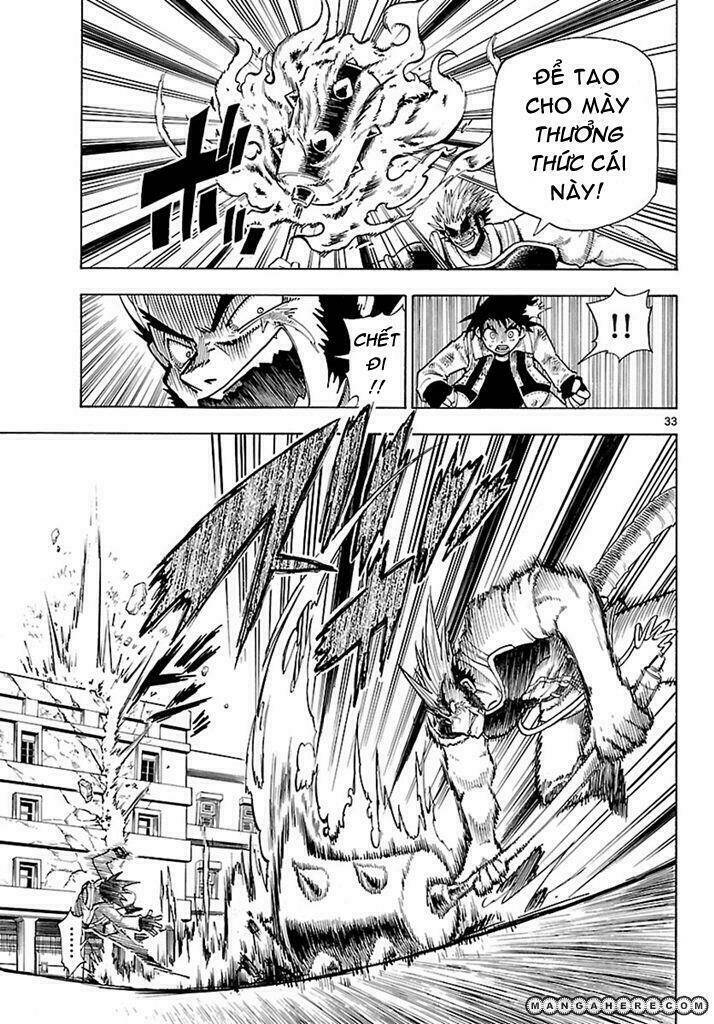 ĐỂ TAO
CHO MÀY
THƯỞNG
THỨC CÁI
NÀY!
!!
CHẾT
ĐI
!!
33
MANGAHERE.COM